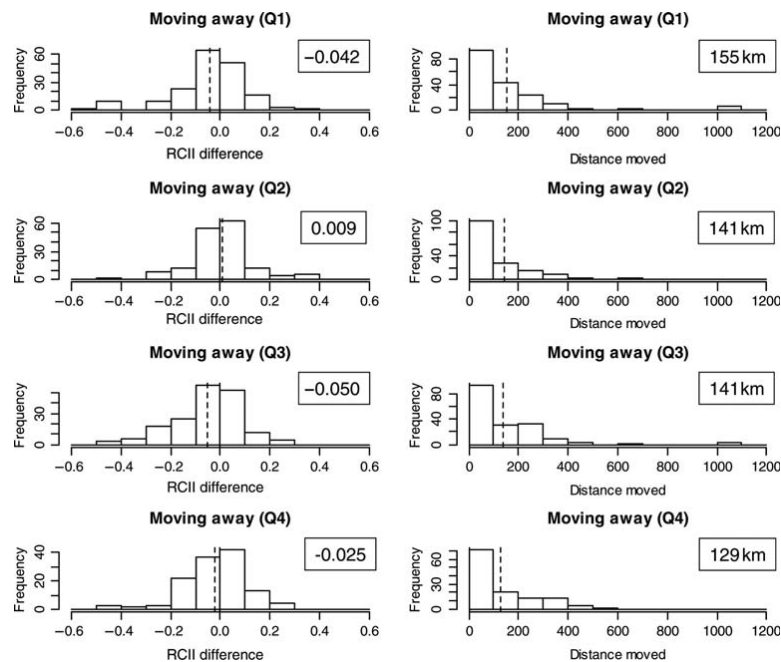 Moving away (Q1)
Frequency
0 30 60
−0.042
−0.6 −0.4 −0.2 0.0 0.2 0.4 0.6
RCII difference
Moving away (Q1)
Frequency
0 40 80
155 km
0 200 400 600 800 1000 1200
Distance moved
Moving away (Q2)
Frequency
0 30 60
0.009
−0.6 −0.4 −0.2 0.0 0.2 0.4 0.6
RCII difference
Moving away (Q2)
Frequency
0 40 100
141 km
0 200 400 600 800 1000 1200
Distance moved
Moving away (Q3)
Frequency
0 30
−0.050
−0.6 −0.4 −0.2 0.0 0.2 0.4 0.6
RCII difference
Moving away (Q3)
Frequency
0 40 80
141 km
0 200 400 600 800 1000 1200
Distance moved
Moving away (Q4)
Frequency
0 20 40
-0.025
−0.6 −0.4 −0.2 0.0 0.2 0.4 0.6
RCII difference
Moving away (Q4)
Frequency
0 40 80
129 km
0 200 400 600 800 1000 1200
Distance moved